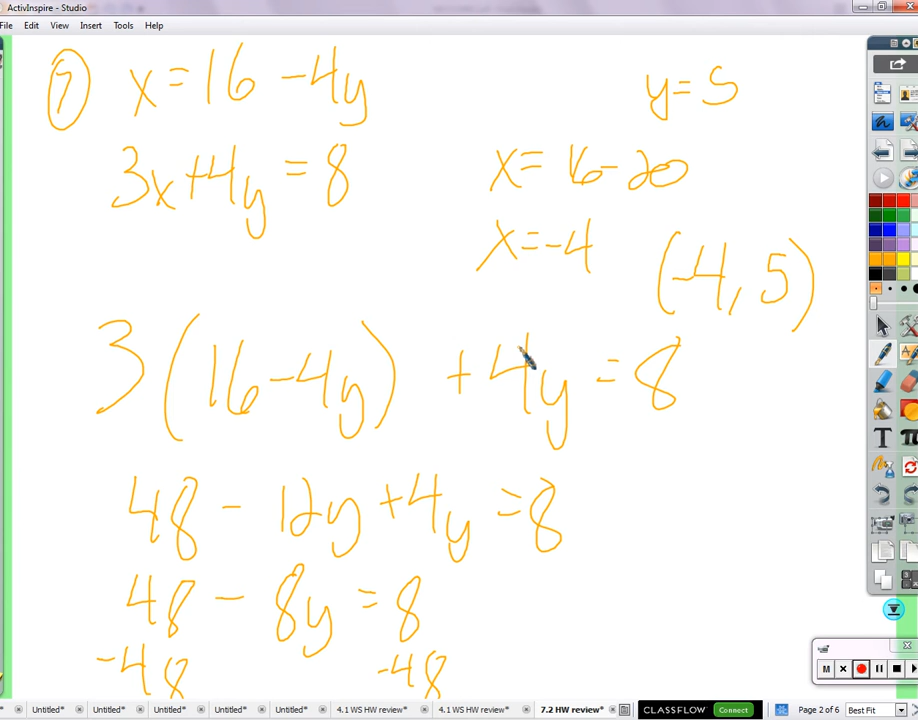 ActivInspire - Studio
File Edit View Insert Tools Help
7 x = 16 - 4y
3x + 4y = 8
y = 5
x = 16 - 20
x = -4
(-4, 5)
3(16 - 4y) + 4y = 8
48 - 12y + 4y = 8
48 - 8y = 8
-48 -48
M
Untitled* Untitled* Untitled* Untitled* Untitled* 4.1 WS HW review* 4.1 WS HW review* 7.2 HW review* CLASSFLOW Connect Page 2 of 6 Best Fit